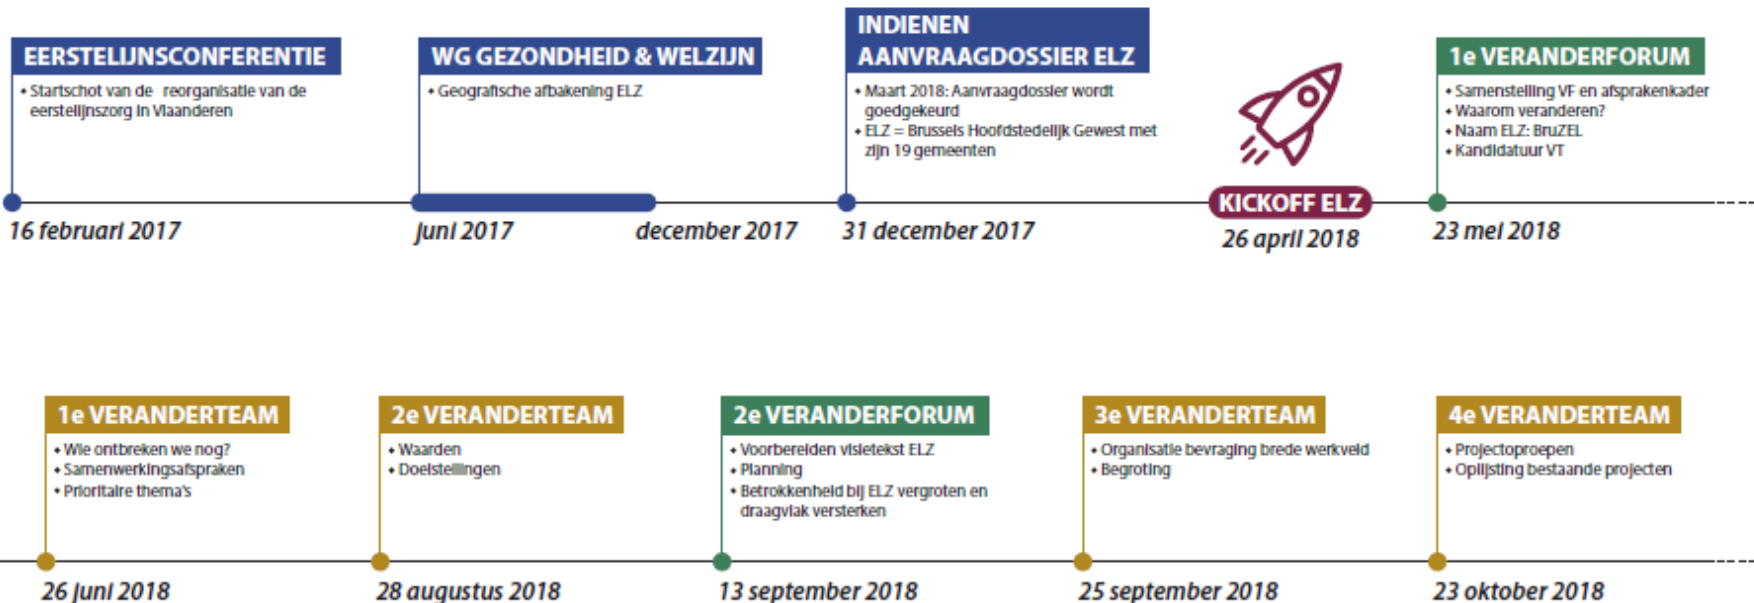 EERSTELIJNSCONFERENTIE
• Startschot van de reorganisatie van de
eerstelijnszorg in Vlaanderen
16 februari 2017
WG GEZONDHEID & WELZIJN
• Geografische afbakening ELZ
juni 2017
december 2017
INDIENEN
AANVRAAGDOSSIER ELZ
• Maart 2018: Aanvraagdossier wordt
goedgekeurd
• ELZ = Brussels Hoofdstedelijk Gewest met
zijn 19 gemeenten
31 december 2017
KICKOFF ELZ
26 april 2018
1e VERANDERFORUM
• Samenstelling VF en afsprakenkader
• Waarom veranderen?
• Naam ELZ: BruZEL
• Kandidatuur VT
23 mei 2018
1e VERANDERTEAM
• Wie ontbreken we nog?
• Samenwerkingsafspraken
• Prioritaire thema's
26 juni 2018
2e VERANDERTEAM
• Waarden
• Doelstellingen
28 augustus 2018
2e VERANDERFORUM
• Voorbereiden visietekst ELZ
• Planning
• Betrokkenheid bij ELZ vergroten en
draagvlak versterken
13 september 2018
3e VERANDERTEAM
• Organisatie bevraging brede werkveld
• Begroting
25 september 2018
4e VERANDERTEAM
• Projectoproepen
• Oplijsting bestaande projecten
23 oktober 2018